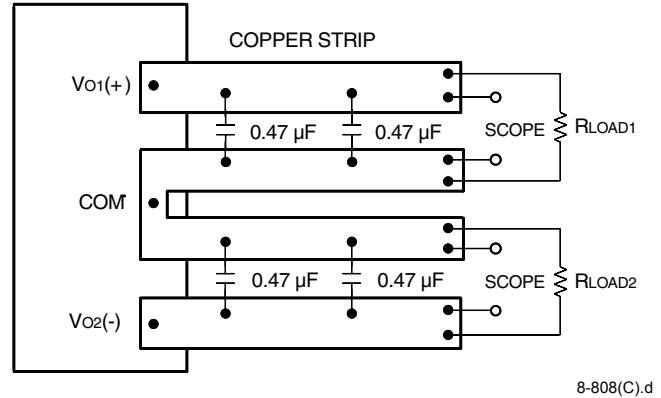 COPPER STRIP
VO1(+)
0.47 µF
0.47 µF
SCOPE
RLOAD1
COM
0.47 µF
0.47 µF
SCOPE
RLOAD2
VO2(-)
8-808(C).d